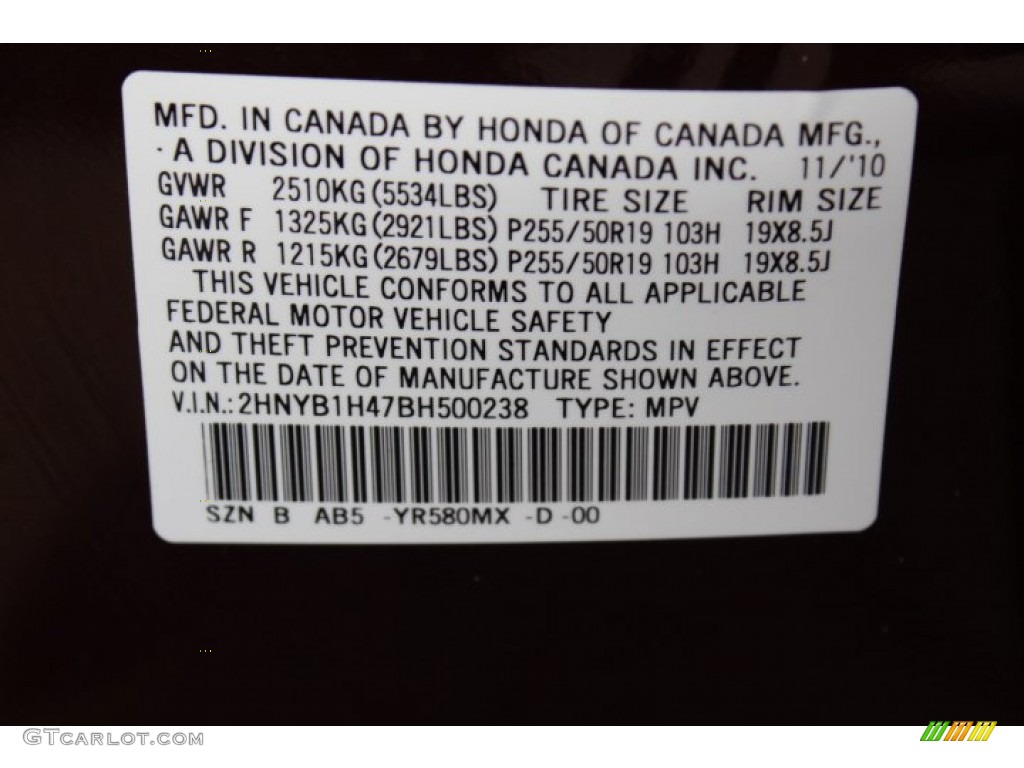 MFD. IN CANADA BY HONDA OF CANADA MFG.,
· A DIVISION OF HONDA CANADA INC. 11/'10
GVWR 2510KG (5534LBS) TIRE SIZE RIM SIZE
GAWR F 1325KG (2921LBS) P255/50R19 103H 19X8.5J
GAWR R 1215KG (2679LBS) P255/50R19 103H 19X8.5J
THIS VEHICLE CONFORMS TO ALL APPLICABLE
FEDERAL MOTOR VEHICLE SAFETY
AND THEFT PREVENTION STANDARDS IN EFFECT
ON THE DATE OF MANUFACTURE SHOWN ABOVE.
V.I.N.: 2HNYB1H47BH500238 TYPE: MPV
SZN B AB5 -YR580MX -D -00
GTCARLOT.COM